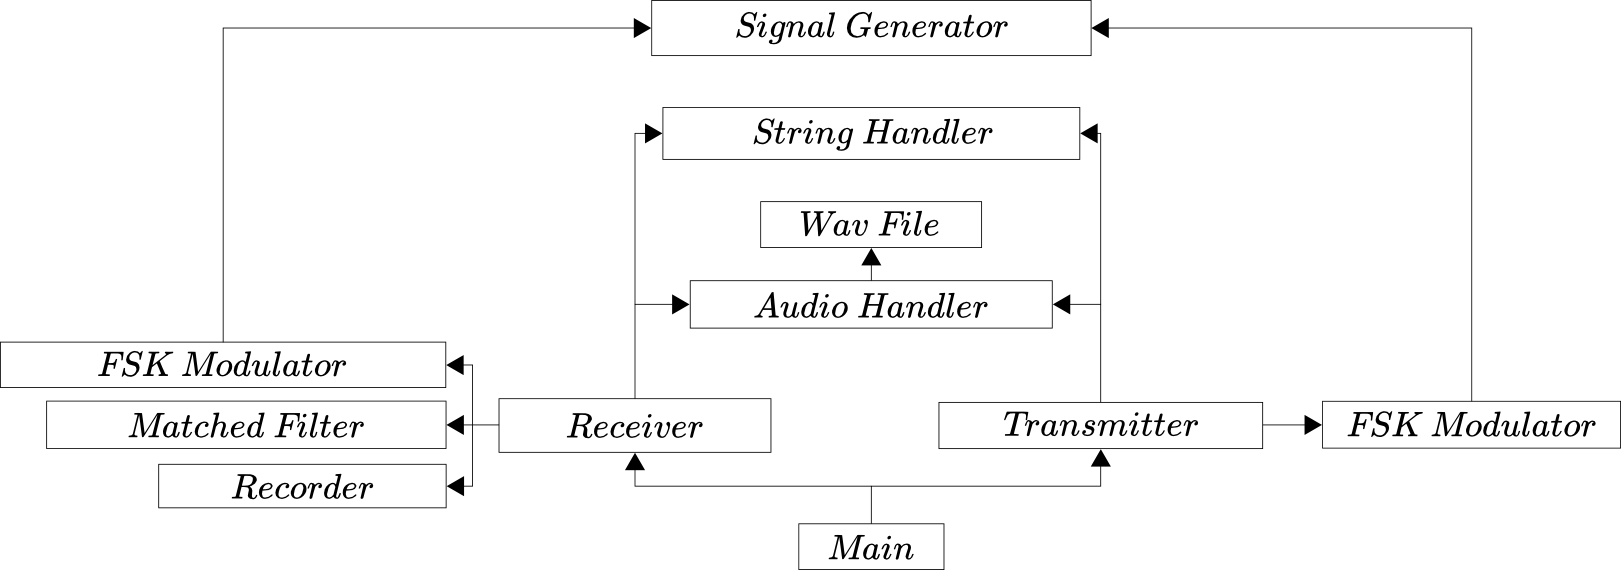 Signal Generator
String Handler
Wav File
Audio Handler
FSK Modulator
Matched Filter
Receiver
Transmitter
FSK Modulator
Recorder
Main